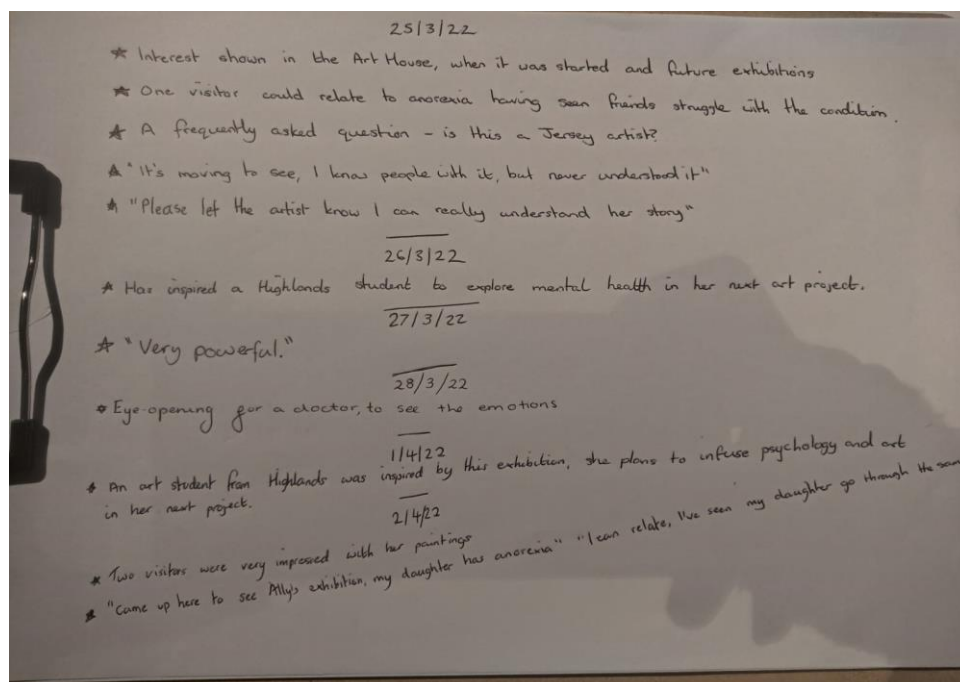 25/3/22
* Interest shown in the Art House, when it was started and future exhibitions
* One visitor could relate to anorexia having seen friends struggle with the condition.
* A frequently asked question - is this a Jersey artist?
* "It's moving to see, I know people with it, but never understood it"
* "Please let the artist know I can really understand her story"
26/3/22
* Has inspired a Highlands student to explore mental health in her next art project.
27/3/22
* "Very powerful."
28/3/22
* Eye-opening for a doctor, to see the emotions
1/4/22
* An art student from Highlands was inspired by this exhibition, she plans to infuse psychology and art
in her next project.
2/4/22
* Two visitors were very impressed with her paintings
* "Came up here to see Ally's exhibition, my daughter has anorexia" "I can relate, I've seen my daughter go through the